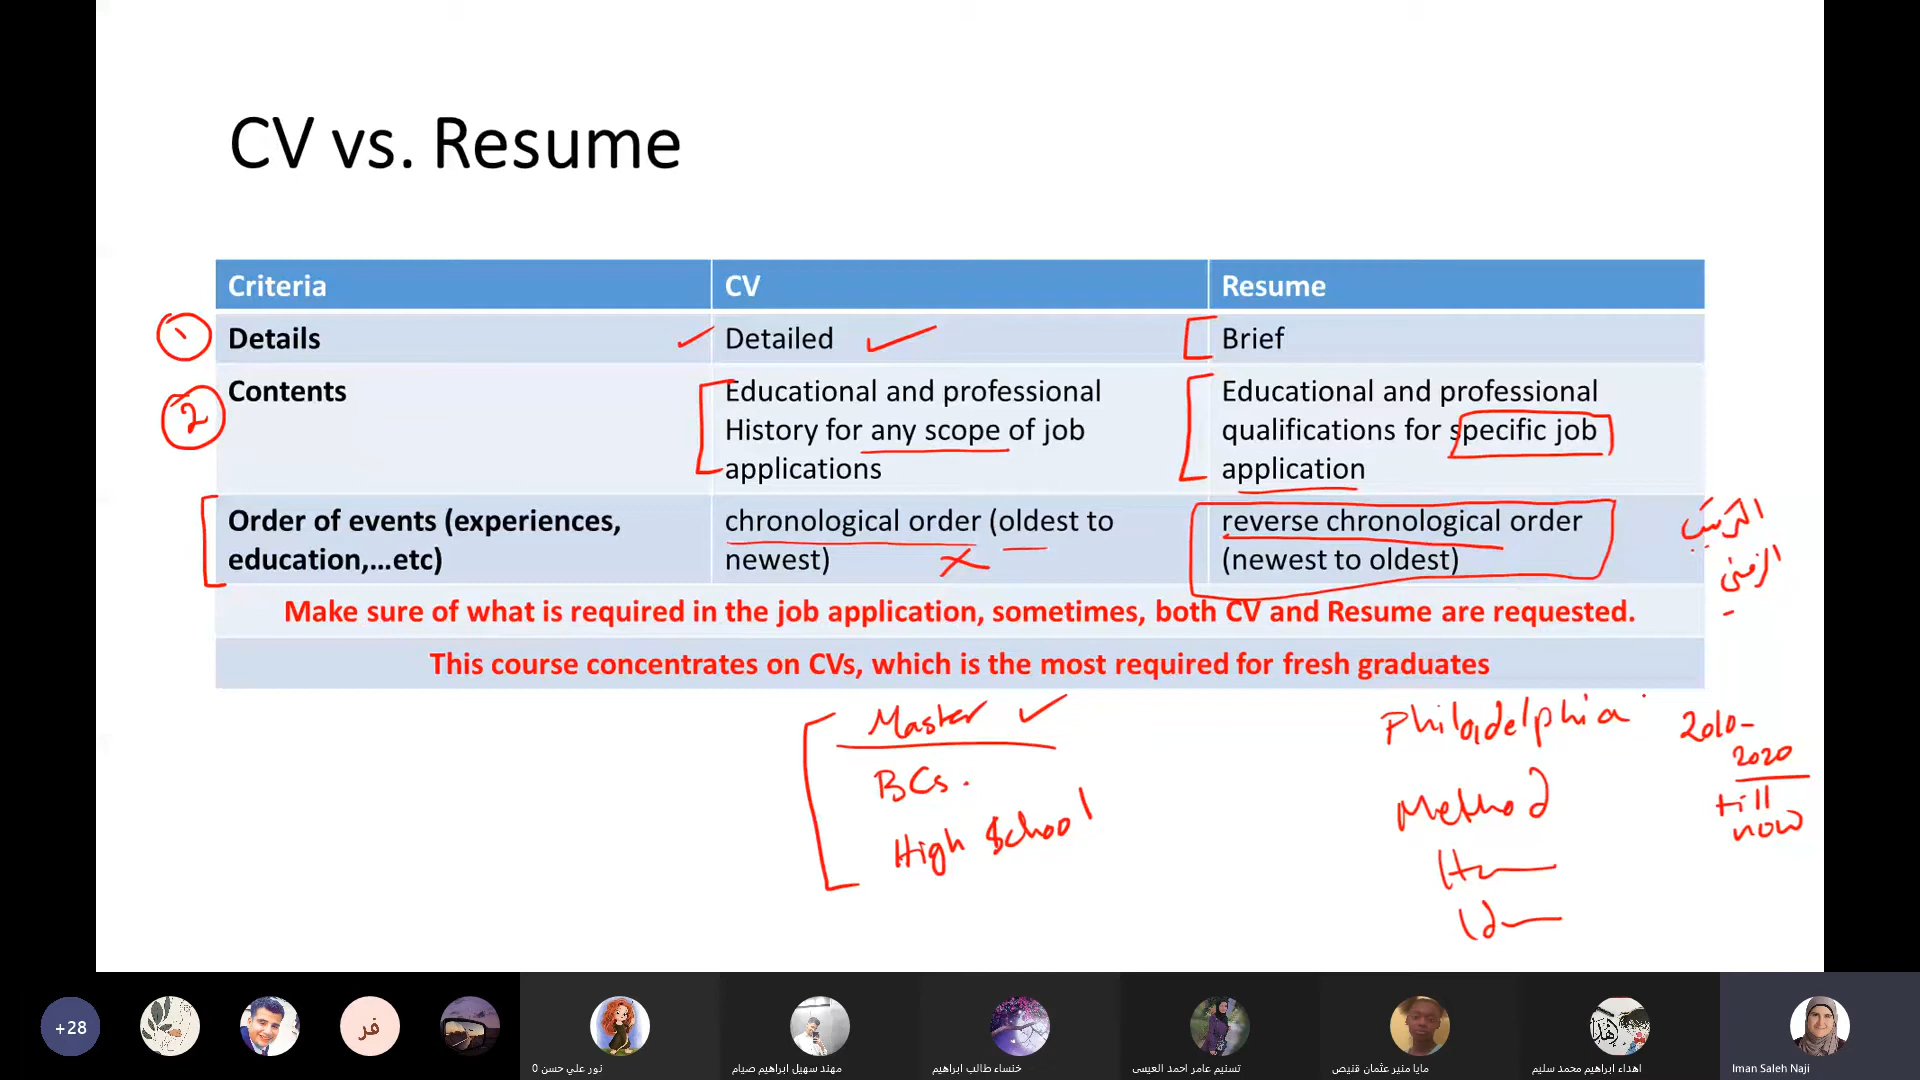 CV vs. Resume
Criteria CV Resume
1 Details Detailed Brief
2 Contents Educational and professional Educational and professional
History for any scope of job qualifications for specific job
applications application
Order of events (experiences, chronological order (oldest to reverse chronological order الترتيب
education,...etc) newest) (newest to oldest) الزمني
Make sure of what is required in the job application, sometimes, both CV and Resume are requested.
This course concentrates on CVs, which is the most required for fresh graduates
Master Philadelphia 2010-
2020
BCs. Method till
now
High School
+28
فر
نور علي حسن 0
مهند سهيل ابراهيم صيام
خنساء طالب ابراهيم
تسنيم عامر احمد العيسى
مايا منير عثمان قنيص
اهداء ابراهيم محمد سليم
Iman Saleh Naji